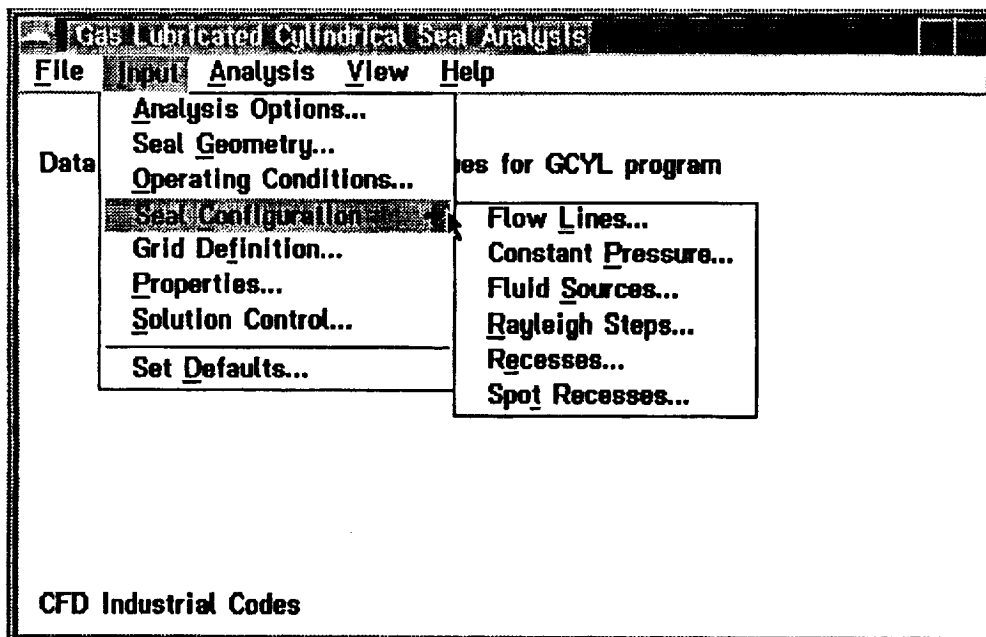 Gas Lubricated Cylindrical Seal Analysis
File Input Analysis View Help
Analysis Options...
Seal Geometry...
Data
for GCYL program
Operating Conditions...
Seal Configuration
Flow Lines...
Grid Definition...
Constant Pressure...
Properties...
Fluid Sources...
Solution Control...
Rayleigh Steps...
Recesses...
Set Defaults...
Spot Recesses...
CFD Industrial Codes